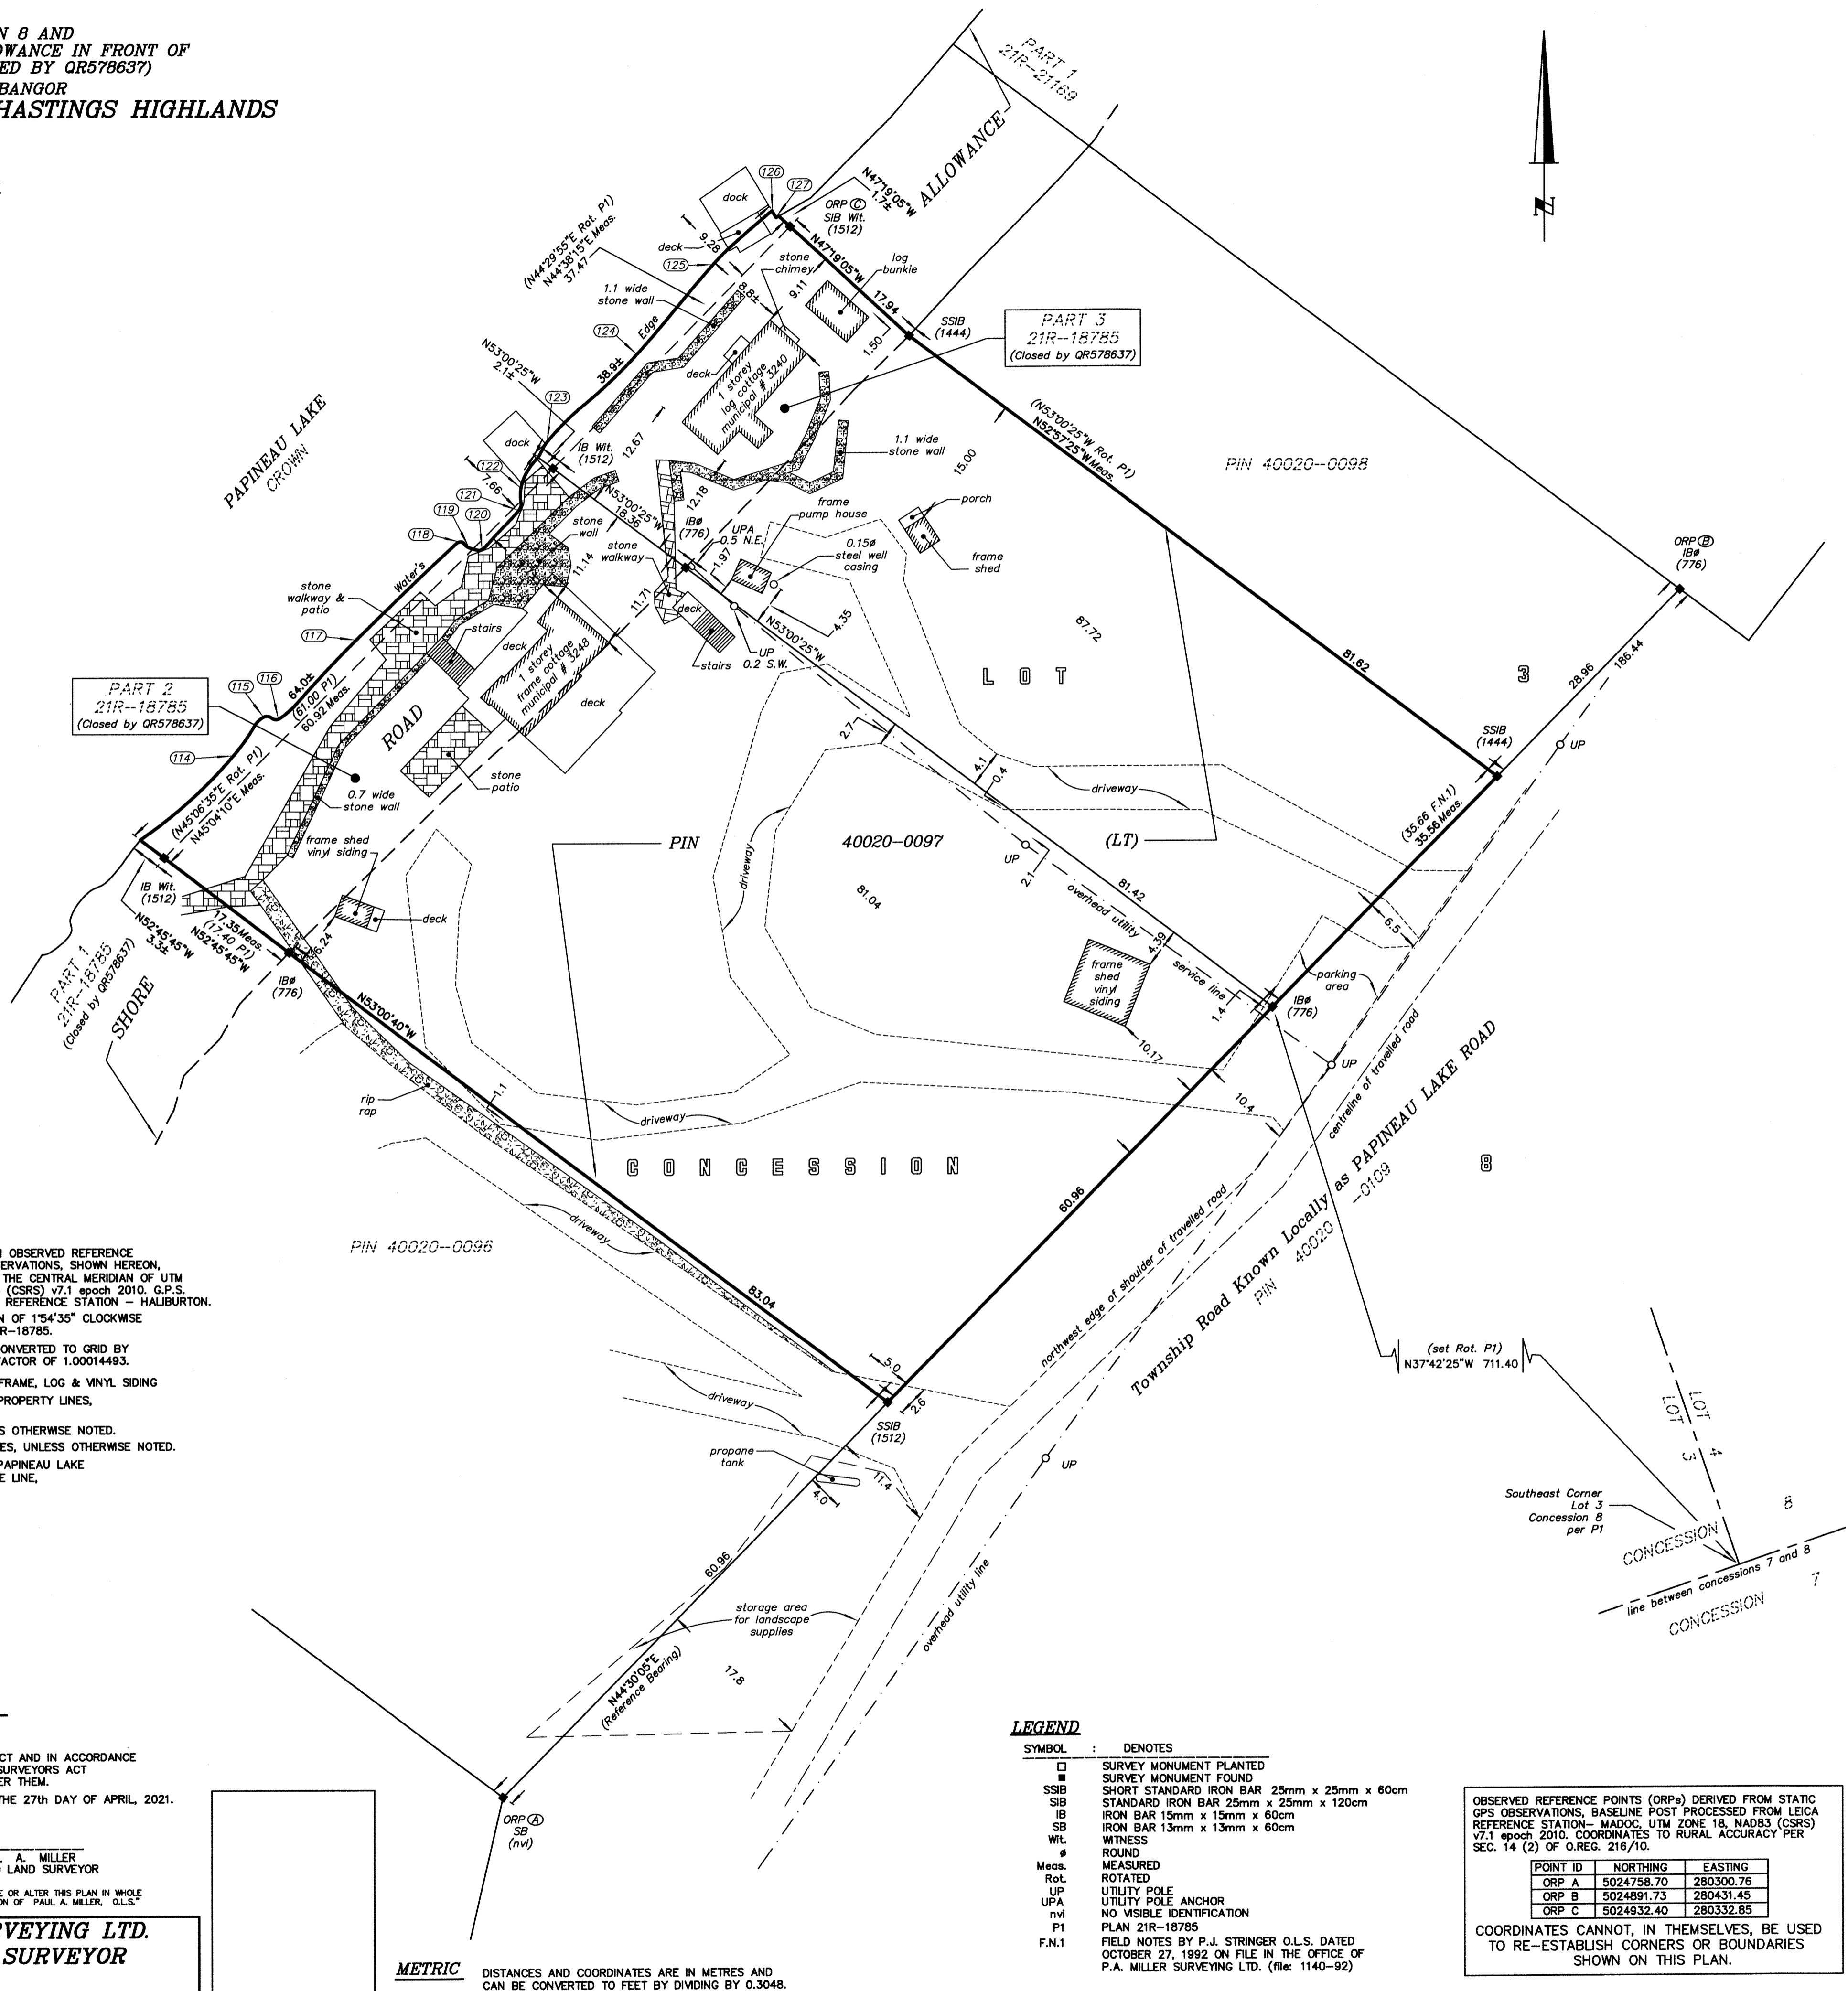 N 8 AND
OWANCE IN FRONT OF
ED BY QR578637)
BANGOR
HASTINGS HIGHLANDS
PART 1
21R-21169
ALLOWANCE
N
126
127
N47°19'05"W
1.7±
dock
ORP C
SIB Wit.
(1512)
(N44°29'55"E Rot. P1)
N44°38'15"E Meas.
37.47
deck
9.28
125
stone
chimey
8.8±
9.11
N47°19'05"W
17.94
log
bunkie
1.50
SSIB
(1444)
PART 3
21R-18785
(Closed by QR578637)
1.1 wide
stone wall
124
Edge
38.9±
deck
1 storey
log cottage
municipal # 3240
N53°00'25"W
2.1±
123
dock
IB Wit.
(1512)
12.67
1.1 wide
stone wall
15.00
(N53°00'25"W Rot. P1)
N52°57'25"W Meas.
PIN 40020-0098
PAPINEAU LAKE
CROWN
122
7.66
121
120
119
118
N53°00'25"W
18.36
stone
wall
12.18
IBø
(776)
UPA
0.5 N.E.
1.97
frame
pump house
0.15ø
steel well
casing
porch
frame
shed
ORP B
IBø
(776)
stone
walkway
11.14
11.71
Water's
stone
walkway &
patio
117
stairs
deck
1 storey
frame cottage
municipal # 3248
deck
deck
stairs
UP
0.2 S.W.
N53°00'25"W
4.35
87.72
81.62
28.96
186.44
LOT
3
PART 2
21R-18785
(Closed by QR578637)
116
115
114
64.0±
(61.00 P1)
60.92 Meas.
ROAD
stone
patio
0.7 wide
stone wall
(N45°06'35"E Rot. P1)
N45°04'10"E Meas.
2.7
4.1
0.4
driveway
SSIB
(1444)
UP
(35.66 F.N.1)
35.56 Meas.
frame shed
vinyl siding
deck
PIN
40020-0097
(LT)
driveway
81.04
UP
2.1
81.42
overhead utility
service line
4.39
6.5
IB Wit.
(1512)
N52°45'45"W
3.3±
17.35 Meas.
(17.40 P1)
N52°45'45"W
6.24
IBø
(776)
PART 1
21R-18785
(Closed by QR578637)
SHORE
frame
shed
vinyl
siding
10.17
parking
area
1.4
IBø
(776)
UP
N53°00'40"W
1.1
rip
rap
driveway
10.4
centreline of travelled road
CONCESSION
8
60.96
PIN 40020-0096
driveway
83.04
northwest edge of shoulder of travelled road
Township Road Known Locally as PAPINEAU LAKE ROAD
PIN 40020-0109
N OBSERVED REFERENCE
ERVATIONS, SHOWN HEREON,
THE CENTRAL MERIDIAN OF UTM
(CSRS) v7.1 epoch 2010. G.P.S.
REFERENCE STATION - HALIBURTON.
N OF 1°54'35" CLOCKWISE
R-18785.
ONVERTED TO GRID BY
ACTOR OF 1.00014493.
FRAME, LOG & VINYL SIDING
PROPERTY LINES,
S OTHERWISE NOTED.
ES, UNLESS OTHERWISE NOTED.
PAPINEAU LAKE
E LINE,
driveway
5.0
2.6
SSIB
(1512)
propane
tank
11.4
4.0
UP
(set Rot. P1)
N37°42'25"W 711.40
LOT 4
LOT 3
Southeast Corner
Lot 3
Concession 8
per P1
CONCESSION 8
line between concessions 7 and 8
CONCESSION 7
60.96
storage area
for landscape
supplies
overhead utility line
N44°30'05"E
(Reference Bearing)
17.8
ORP A
SB
(nvi)
CT AND IN ACCORDANCE
SURVEYORS ACT
ER THEM.
THE 27th DAY OF APRIL, 2021.
L A. MILLER
LAND SURVEYOR
E OR ALTER THIS PLAN IN WHOLE
ON OF PAUL A. MILLER, O.L.S."
RVEYING LTD.
SURVEYOR
METRIC
DISTANCES AND COORDINATES ARE IN METRES AND
CAN BE CONVERTED TO FEET BY DIVIDING BY 0.3048.
LEGEND
SYMBOL : DENOTES
□ SURVEY MONUMENT PLANTED
■ SURVEY MONUMENT FOUND
SSIB SHORT STANDARD IRON BAR 25mm x 25mm x 60cm
SIB STANDARD IRON BAR 25mm x 25mm x 120cm
IB IRON BAR 15mm x 15mm x 60cm
SB IRON BAR 13mm x 13mm x 60cm
Wit. WITNESS
ø ROUND
Meas. MEASURED
Rot. ROTATED
UP UTILITY POLE
UPA UTILITY POLE ANCHOR
nvi NO VISIBLE IDENTIFICATION
P1 PLAN 21R-18785
F.N.1 FIELD NOTES BY P.J. STRINGER O.L.S. DATED
OCTOBER 27, 1992 ON FILE IN THE OFFICE OF
P.A. MILLER SURVEYING LTD. (file: 1140-92)
OBSERVED REFERENCE POINTS (ORPs) DERIVED FROM STATIC
GPS OBSERVATIONS, BASELINE POST PROCESSED FROM LEICA
REFERENCE STATION- MADOC, UTM ZONE 18, NAD83 (CSRS)
v7.1 epoch 2010. COORDINATES TO RURAL ACCURACY PER
SEC. 14 (2) OF O.REG. 216/10.
POINT ID NORTHING EASTING
ORP A 5024758.70 280300.76
ORP B 5024891.73 280431.45
ORP C 5024932.40 280332.85
COORDINATES CANNOT, IN THEMSELVES, BE USED
TO RE-ESTABLISH CORNERS OR BOUNDARIES
SHOWN ON THIS PLAN.